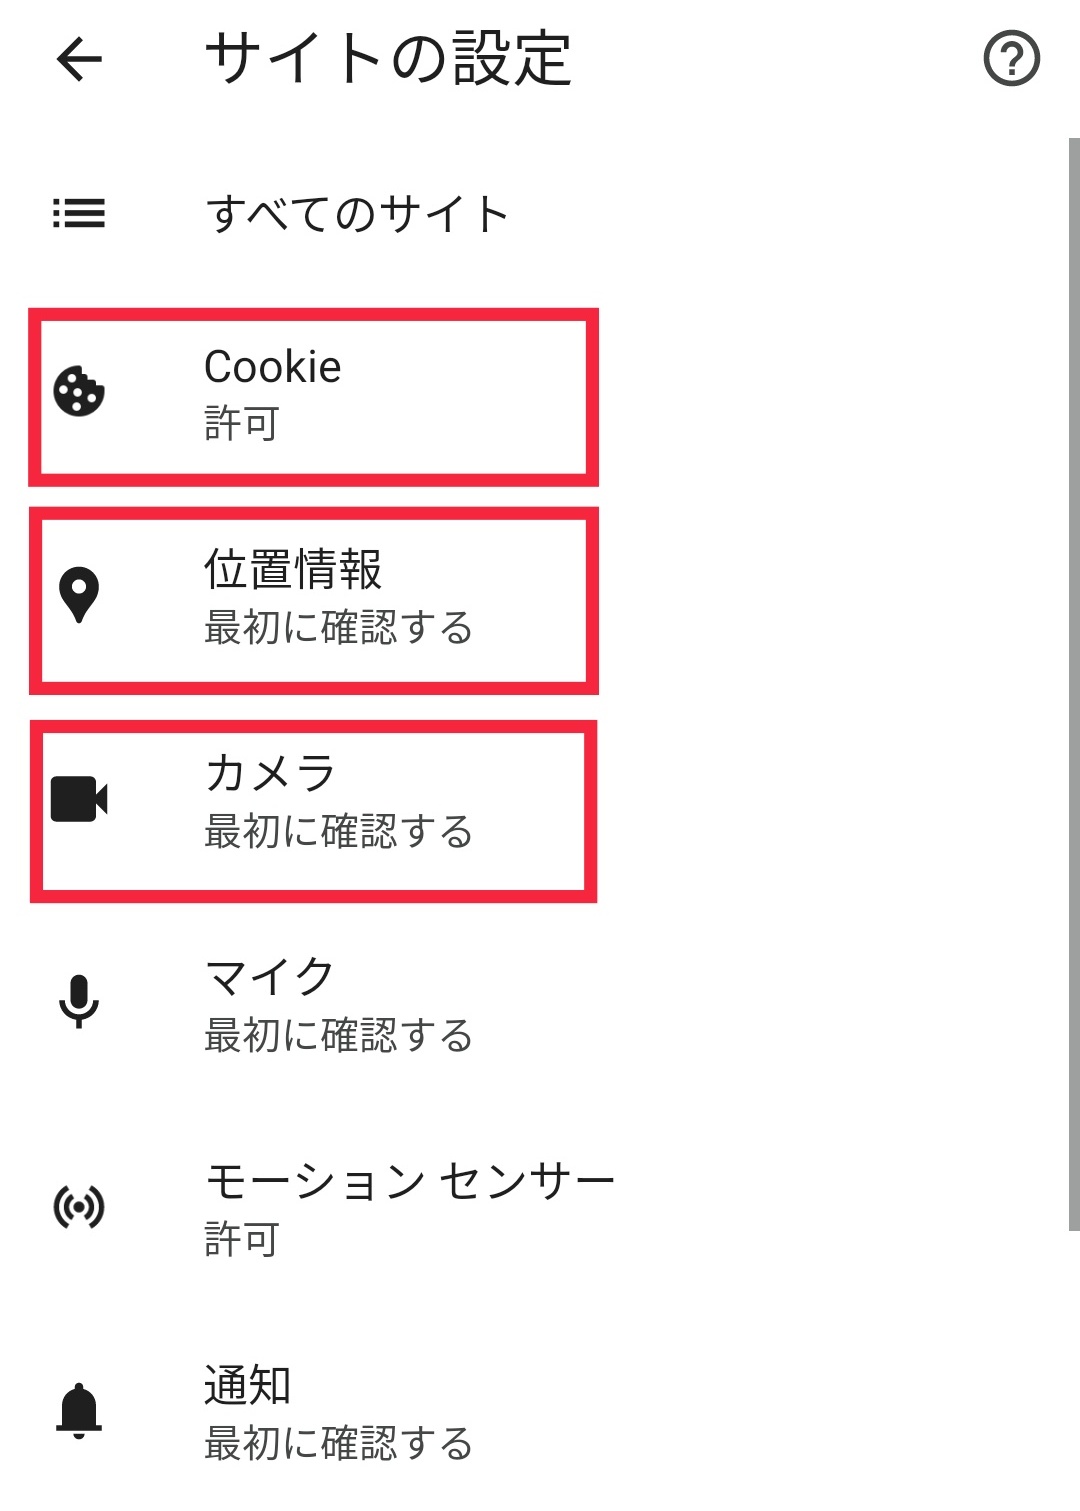 サイトの設定
すべてのサイト
Cookie
許可
位置情報
最初に確認する
カメラ
最初に確認する
マイク
最初に確認する
モーション センサー
許可
通知
最初に確認する